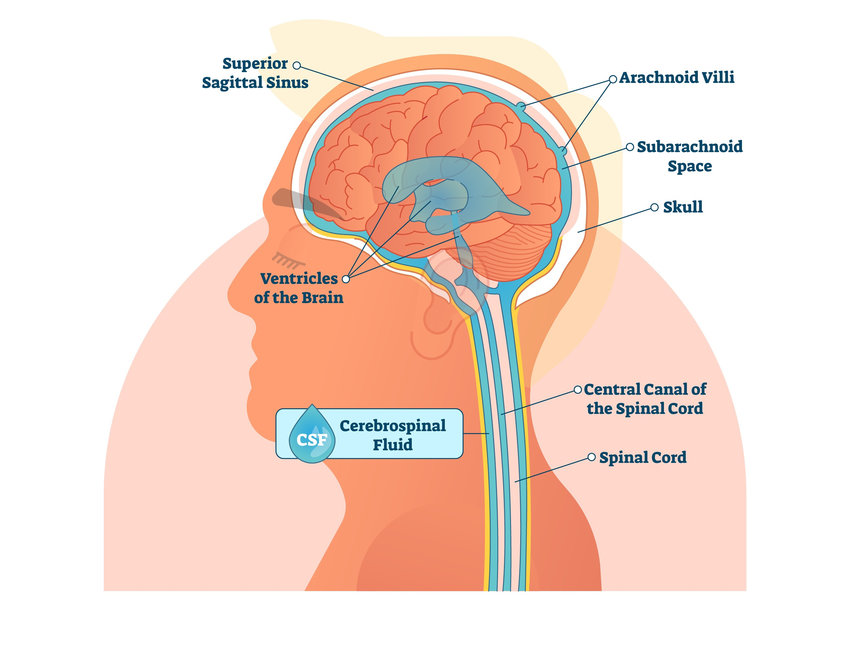 Superior
Sagittal Sinus
Arachnoid Villi
Subarachnoid
Space
Skull
Ventricles
of the Brain
Central Canal of
the Spinal Cord
CSF
Cerebrospinal
Fluid
Spinal Cord